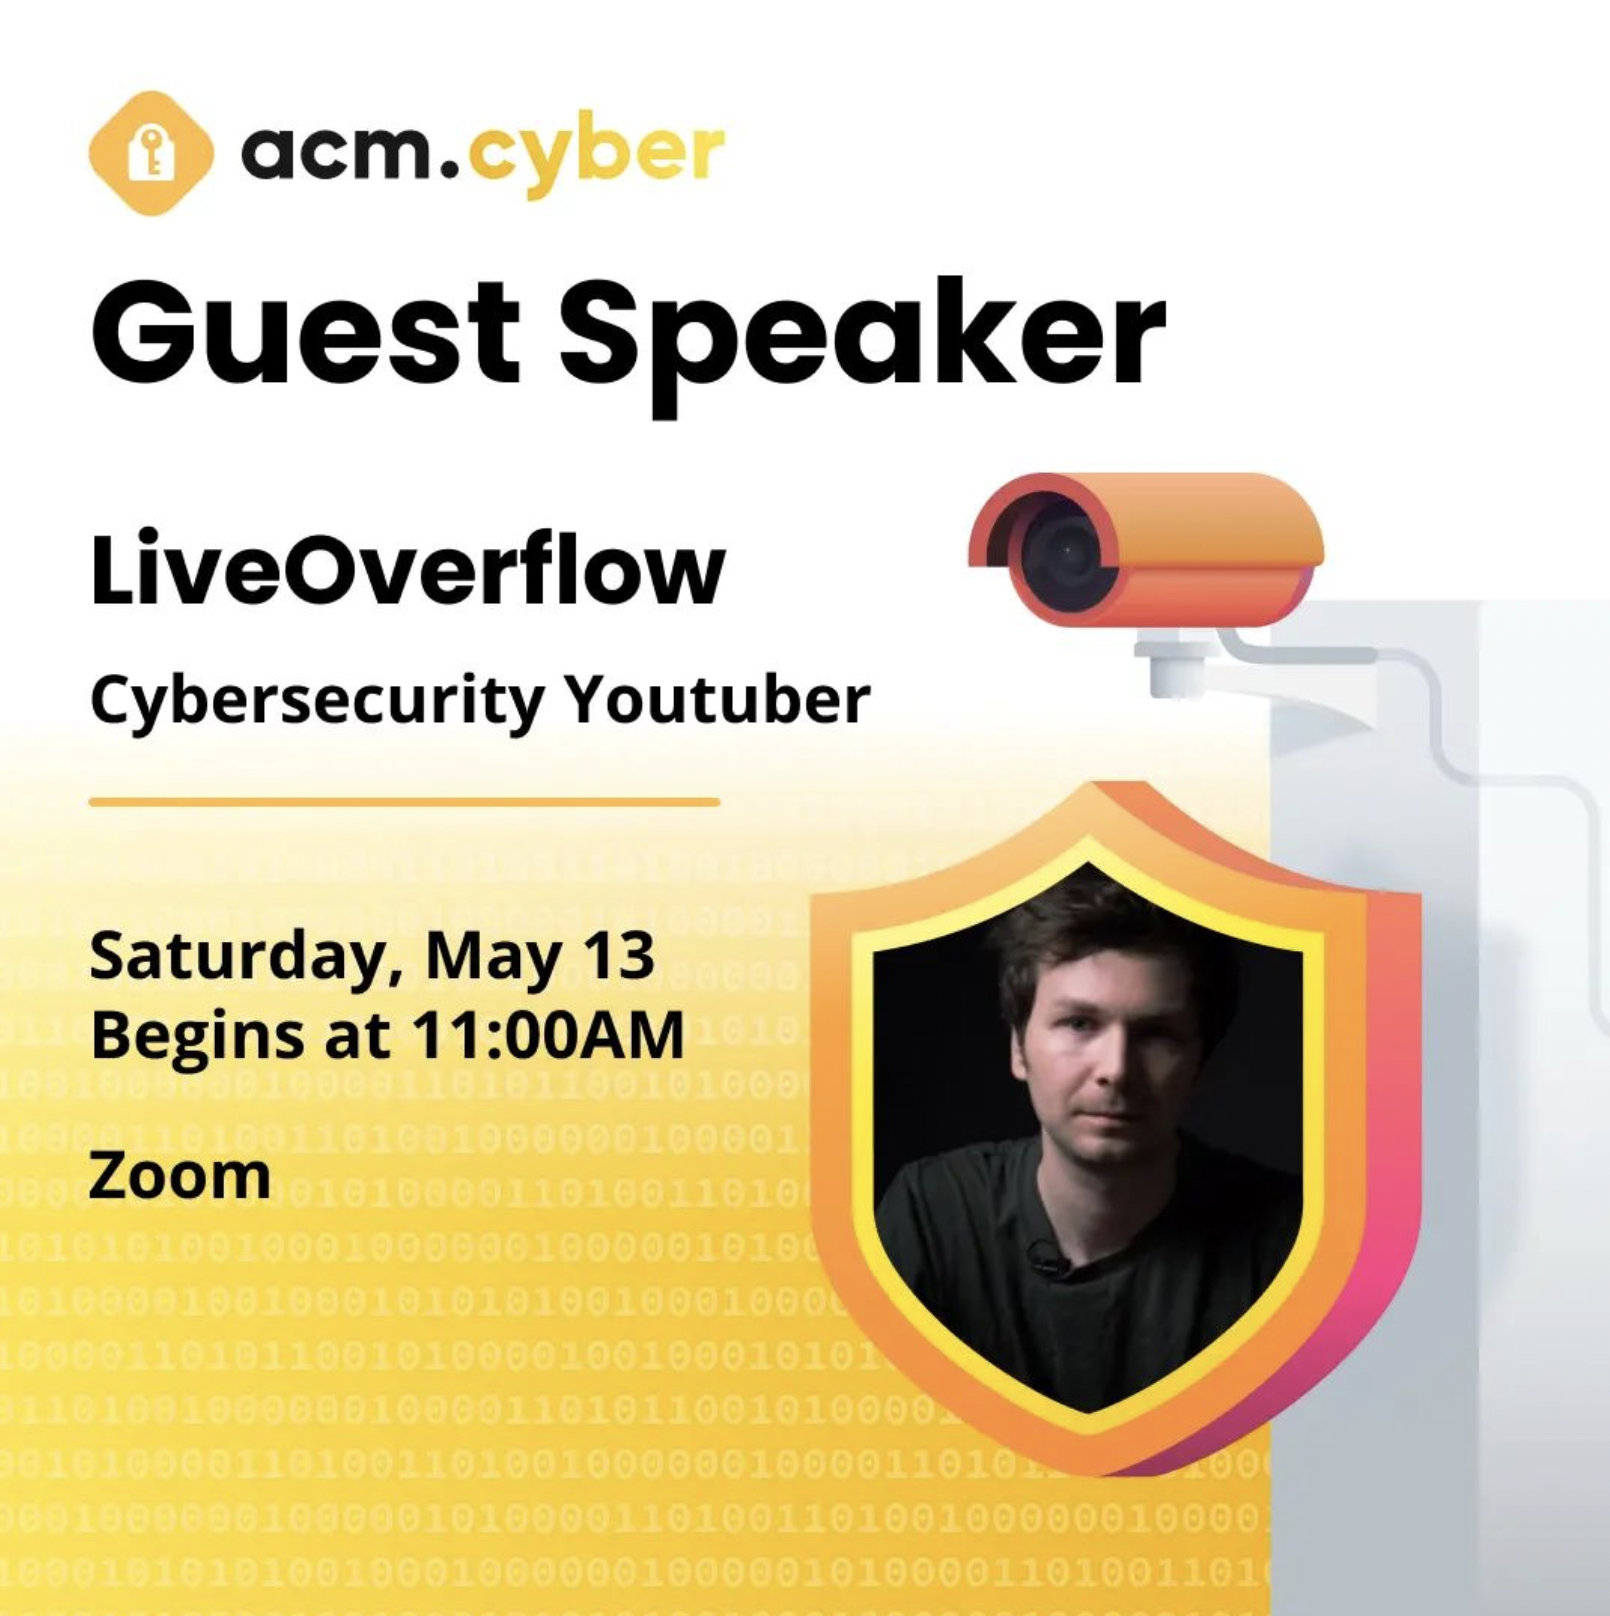 acm.cyber
Guest Speaker
LiveOverflow
Cybersecurity Youtuber
Saturday, May 13
Begins at 11:00AM
Zoom